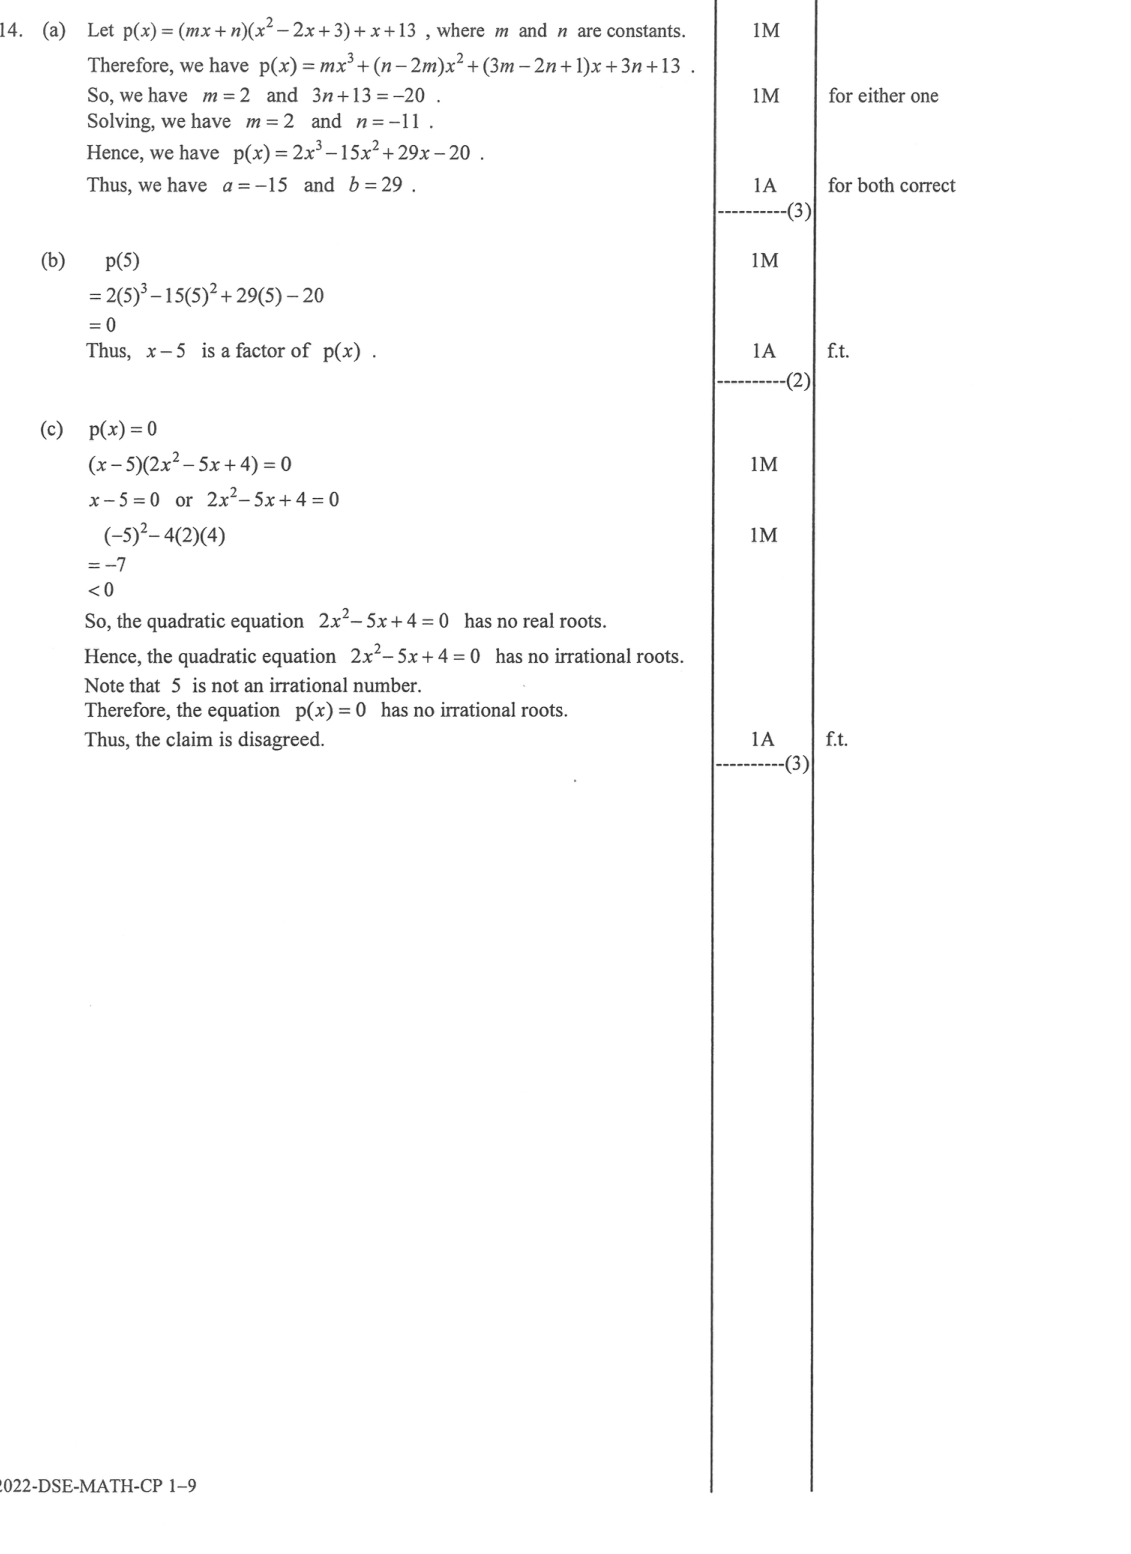 14. (a) Let p(x) = (mx + n)(x² − 2x + 3) + x + 13 , where m and n are constants. 1M
Therefore, we have p(x) = mx³ + (n − 2m)x² + (3m − 2n + 1)x + 3n + 13 .
So, we have m = 2 and 3n + 13 = −20 . 1M for either one
Solving, we have m = 2 and n = −11 .
Hence, we have p(x) = 2x³ − 15x² + 29x − 20 .
Thus, we have a = −15 and b = 29 . 1A for both correct
----------(3)
(b) p(5) 1M
= 2(5)³ − 15(5)² + 29(5) − 20
= 0
Thus, x − 5 is a factor of p(x) . 1A f.t.
----------(2)
(c) p(x) = 0
(x − 5)(2x² − 5x + 4) = 0 1M
x − 5 = 0 or 2x² − 5x + 4 = 0
(−5)² − 4(2)(4) 1M
= −7
< 0
So, the quadratic equation 2x² − 5x + 4 = 0 has no real roots.
Hence, the quadratic equation 2x² − 5x + 4 = 0 has no irrational roots.
Note that 5 is not an irrational number.
Therefore, the equation p(x) = 0 has no irrational roots.
Thus, the claim is disagreed. 1A f.t.
----------(3)
2022-DSE-MATH-CP 1–9